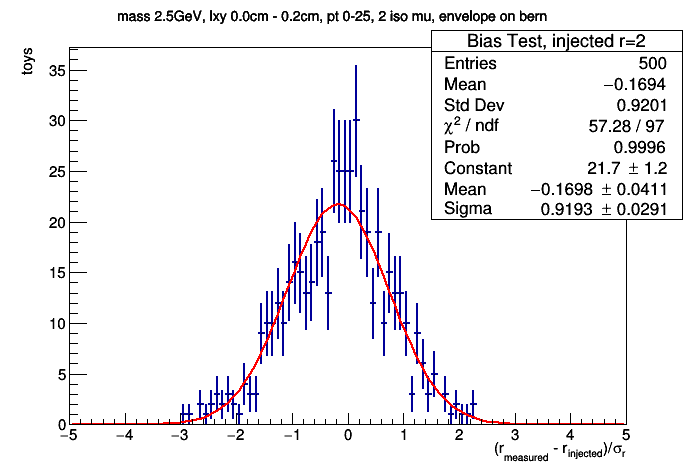 mass 2.5GeV, lxy 0.0cm - 0.2cm, pt 0-25, 2 iso mu, envelope on bern
Bias Test, injected r=2
Entries 500
Mean −0.1694
Std Dev 0.9201
χ² / ndf 57.28 / 97
Prob 0.9996
Constant 21.7 ± 1.2
Mean −0.1698 ± 0.0411
Sigma 0.9193 ± 0.0291
toys
35
30
25
20
15
10
5
0
−5 −4 −3 −2 −1 0 1 2 3 4 5
(r_measured - r_injected)/σ_r